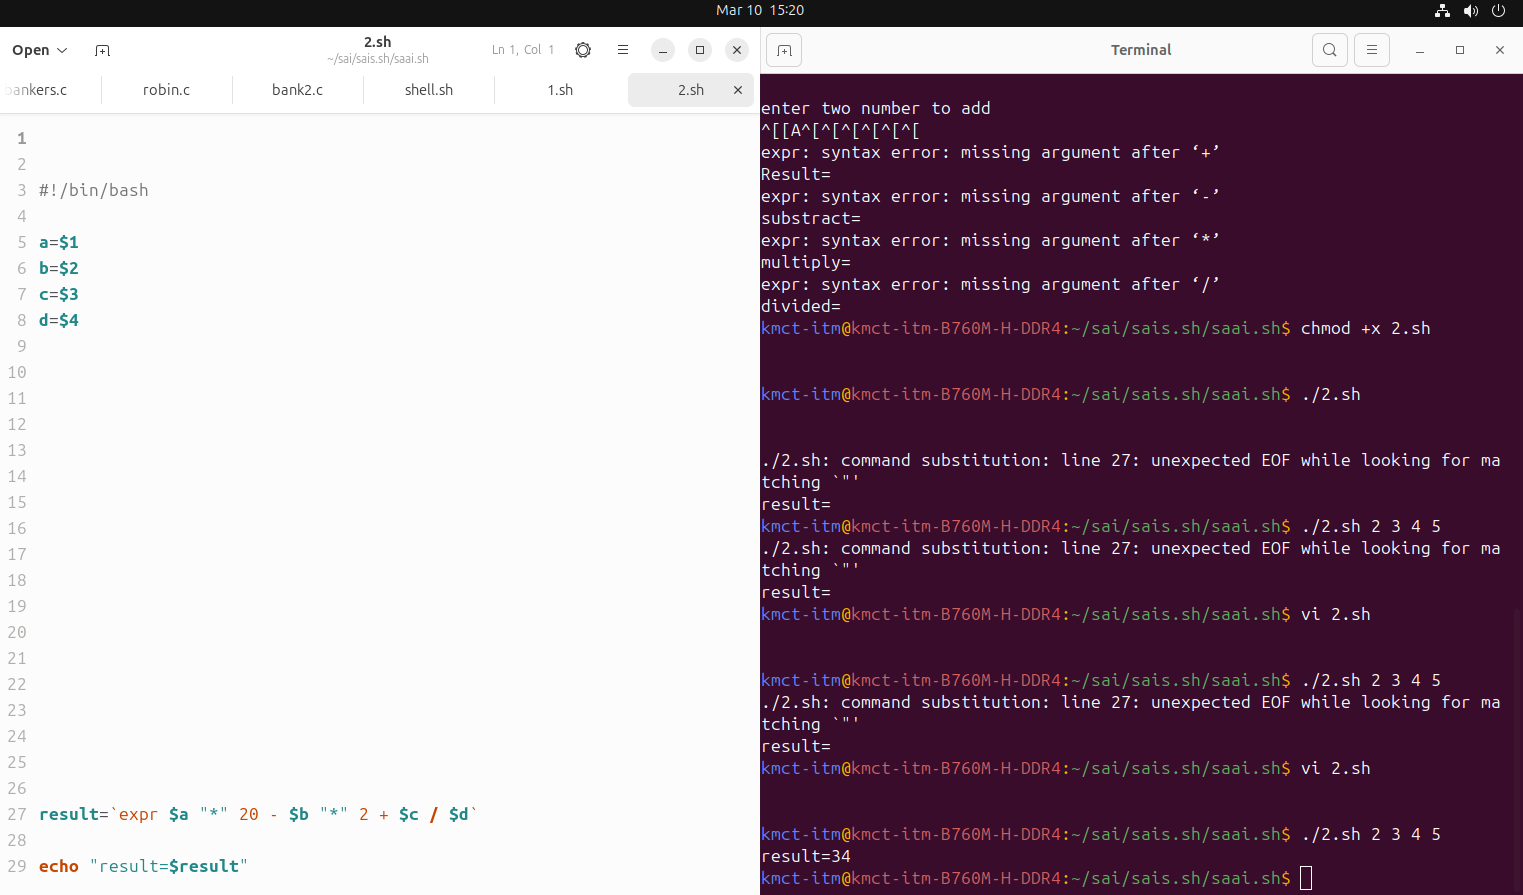 Mar 10 15:20
Open
2.sh
~/sai/sais.sh/saai.sh
Ln 1, Col 1
bankers.c
robin.c
bank2.c
shell.sh
1.sh
2.sh
1
2
3 #!/bin/bash
4
5 a=$1
6 b=$2
7 c=$3
8 d=$4
9
10
11
12
13
14
15
16
17
18
19
20
21
22
23
24
25
26
27 result=`expr $a "*" 20 - $b "*" 2 + $c / $d`
28
29 echo "result=$result"
Terminal
enter two number to add
^[[A^[^[^[^[^[^[
expr: syntax error: missing argument after ‘+’
Result=
expr: syntax error: missing argument after ‘-’
substract=
expr: syntax error: missing argument after ‘*’
multiply=
expr: syntax error: missing argument after ‘/’
divided=
kmct-itm@kmct-itm-B760M-H-DDR4:~/sai/sais.sh/saai.sh$ chmod +x 2.sh
kmct-itm@kmct-itm-B760M-H-DDR4:~/sai/sais.sh/saai.sh$ ./2.sh
./2.sh: command substitution: line 27: unexpected EOF while looking for ma
tching `"'
result=
kmct-itm@kmct-itm-B760M-H-DDR4:~/sai/sais.sh/saai.sh$ ./2.sh 2 3 4 5
./2.sh: command substitution: line 27: unexpected EOF while looking for ma
tching `"'
result=
kmct-itm@kmct-itm-B760M-H-DDR4:~/sai/sais.sh/saai.sh$ vi 2.sh
kmct-itm@kmct-itm-B760M-H-DDR4:~/sai/sais.sh/saai.sh$ ./2.sh 2 3 4 5
./2.sh: command substitution: line 27: unexpected EOF while looking for ma
tching `"'
result=
kmct-itm@kmct-itm-B760M-H-DDR4:~/sai/sais.sh/saai.sh$ vi 2.sh
kmct-itm@kmct-itm-B760M-H-DDR4:~/sai/sais.sh/saai.sh$ ./2.sh 2 3 4 5
result=34
kmct-itm@kmct-itm-B760M-H-DDR4:~/sai/sais.sh/saai.sh$